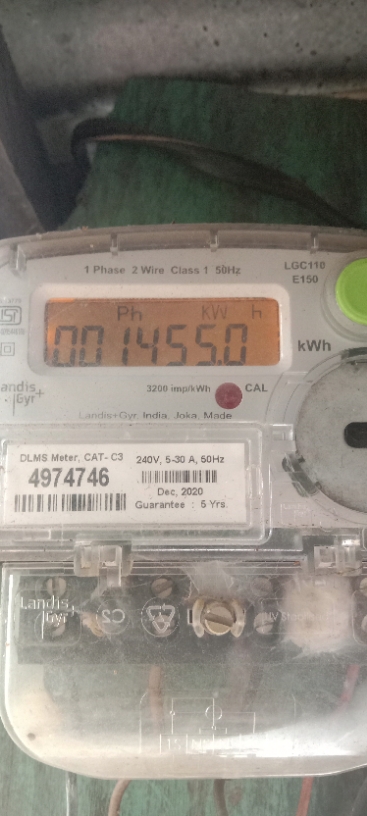 1 Phase 2 Wire Class 1 50Hz
LGC110
E150
Ph KW h
001455.0
kWh
Landis
Gyr+
3200 imp/kWh CAL
Landis+Gyr, India, Joka, Made
DLMS Meter, CAT- C3
4974746
240V, 5-30 A, 50Hz
Dec, 2020
Guarantee : 5 Yrs.
Landis
Gyr+
C2